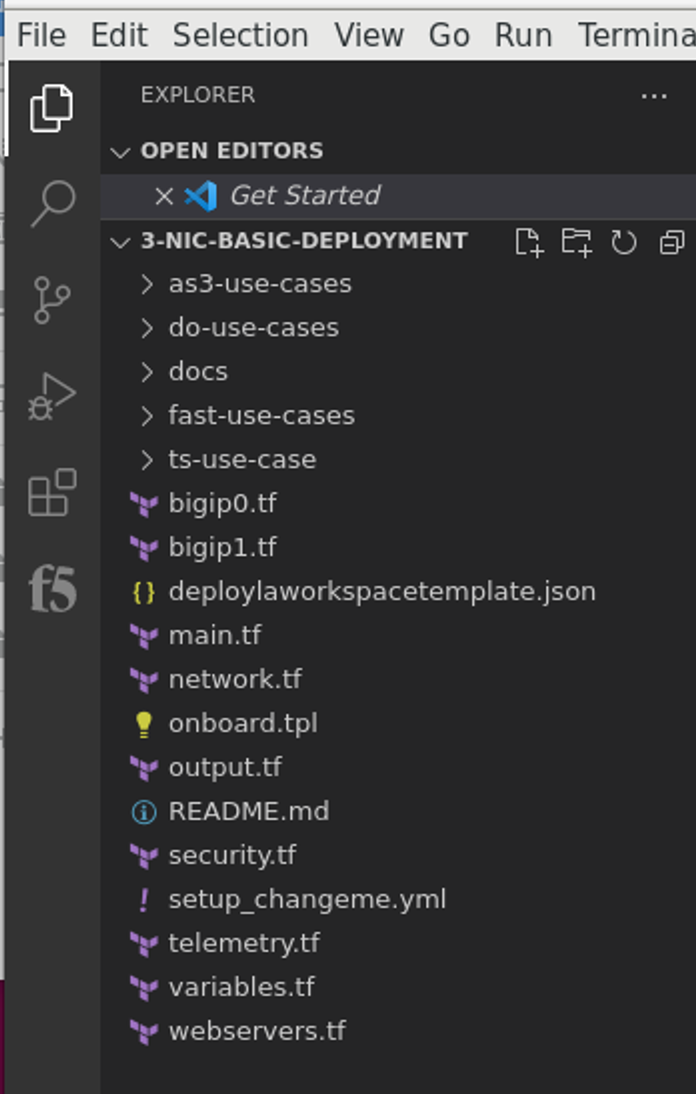 File Edit Selection View Go Run Termina
EXPLORER
OPEN EDITORS
Get Started
3-NIC-BASIC-DEPLOYMENT
as3-use-cases
do-use-cases
docs
fast-use-cases
ts-use-case
bigip0.tf
bigip1.tf
{} deploylaworkspacetemplate.json
main.tf
f5
network.tf
onboard.tpl
output.tf
README.md
security.tf
! setup_changeme.yml
telemetry.tf
variables.tf
webservers.tf